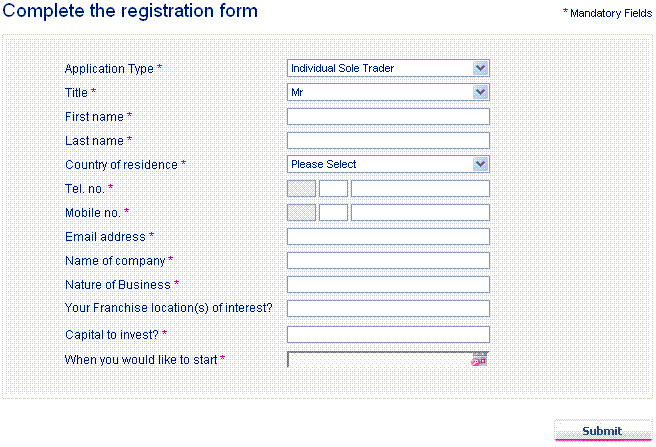 Complete the registration form
* Mandatory Fields
Application Type * Individual Sole Trader
Title * Mr
First name *
Last name *
Country of residence * Please Select
Tel. no. *
Mobile no. *
Email address *
Name of company *
Nature of Business *
Your Franchise location(s) of interest?
Capital to invest? *
When you would like to start *
Submit